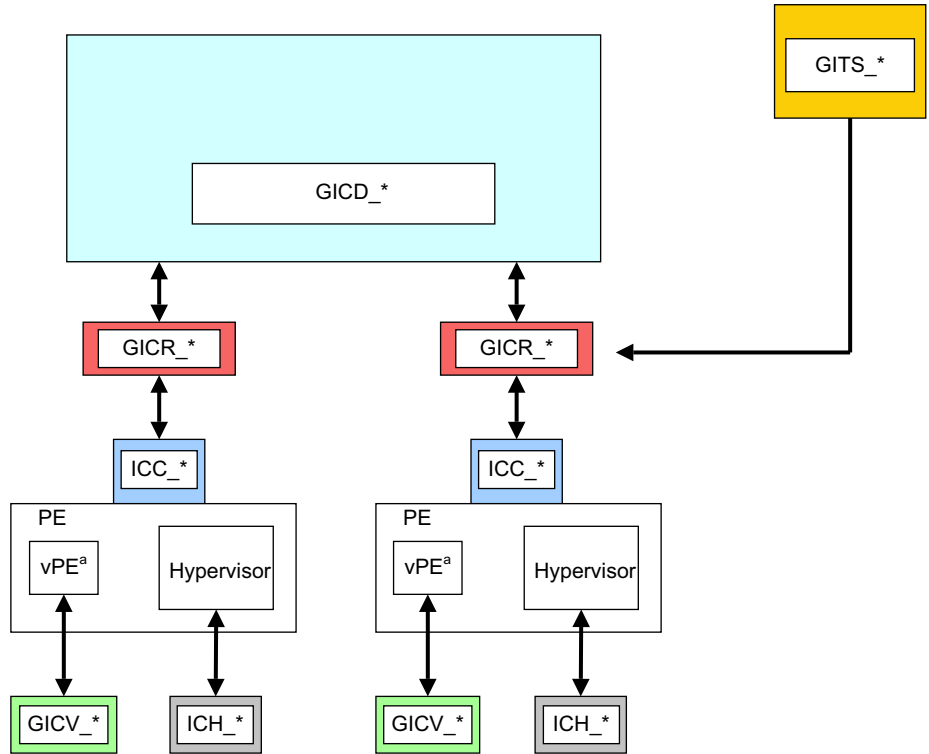 GITS_*
GICD_*
GICR_*
GICR_*
ICC_*
ICC_*
PE
PE
vPEᵃ
Hypervisor
vPEᵃ
Hypervisor
GICV_*
ICH_*
GICV_*
ICH_*